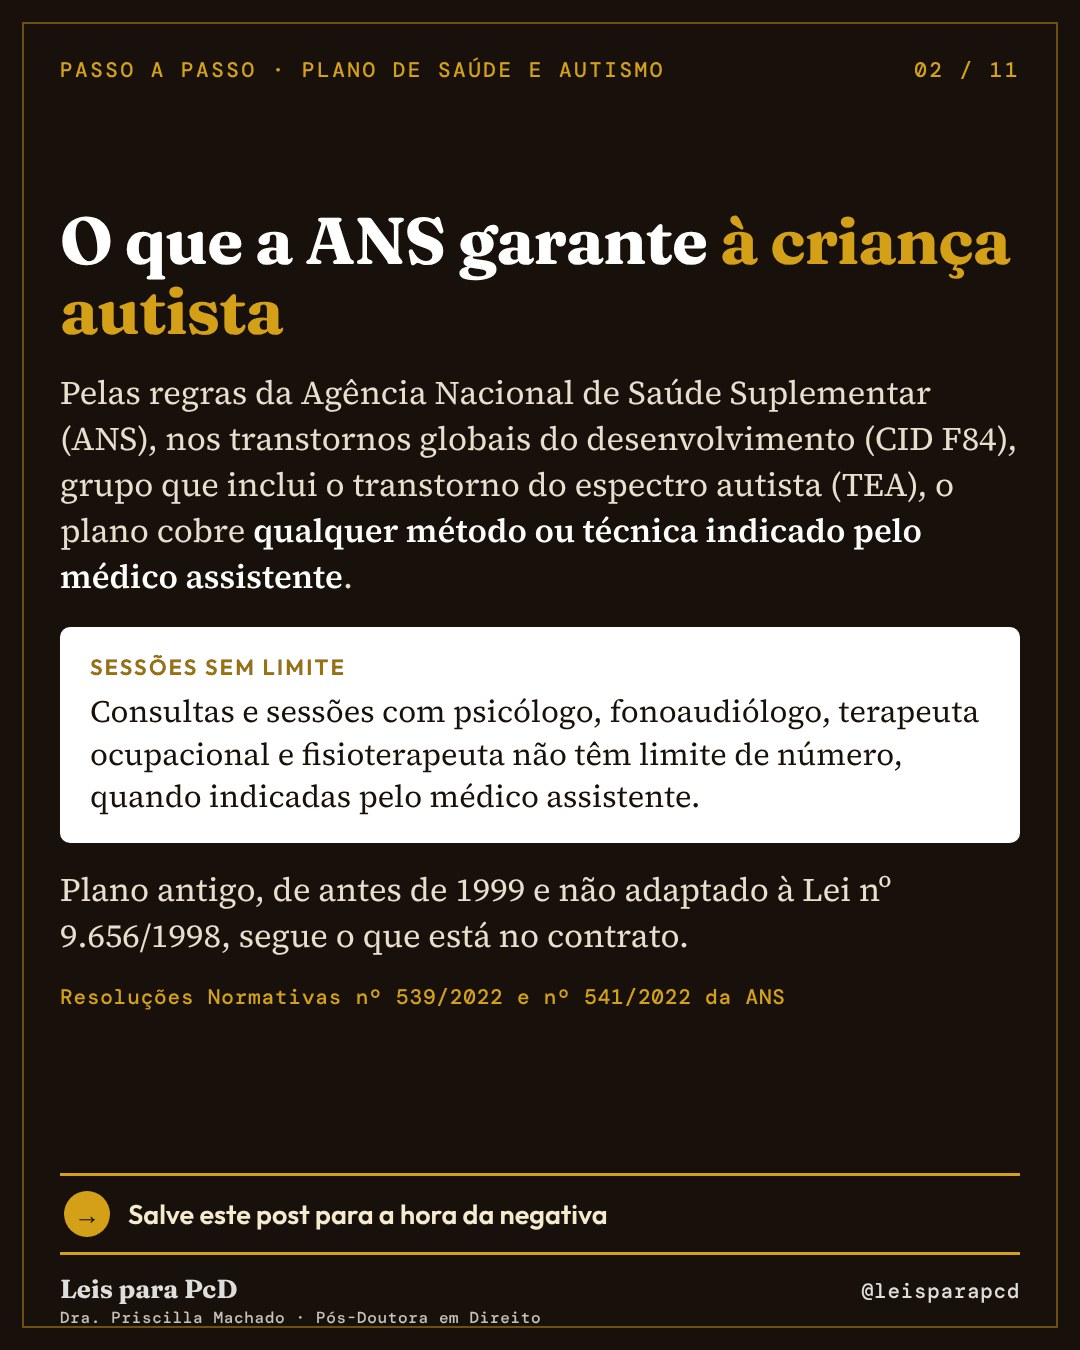 PASSO A PASSO · PLANO DE SAÚDE E AUTISMO
02 / 11
O que a ANS garante à criança
autista
Pelas regras da Agência Nacional de Saúde Suplementar
(ANS), nos transtornos globais do desenvolvimento (CID F84),
grupo que inclui o transtorno do espectro autista (TEA), o
plano cobre qualquer método ou técnica indicado pelo
médico assistente.
SESSÕES SEM LIMITE
Consultas e sessões com psicólogo, fonoaudiólogo, terapeuta
ocupacional e fisioterapeuta não têm limite de número,
quando indicadas pelo médico assistente.
Plano antigo, de antes de 1999 e não adaptado à Lei nº
9.656/1998, segue o que está no contrato.
Resoluções Normativas nº 539/2022 e nº 541/2022 da ANS
→ Salve este post para a hora da negativa
Leis para PcD
@leisparapcd
Dra. Priscilla Machado · Pós-Doutora em Direito